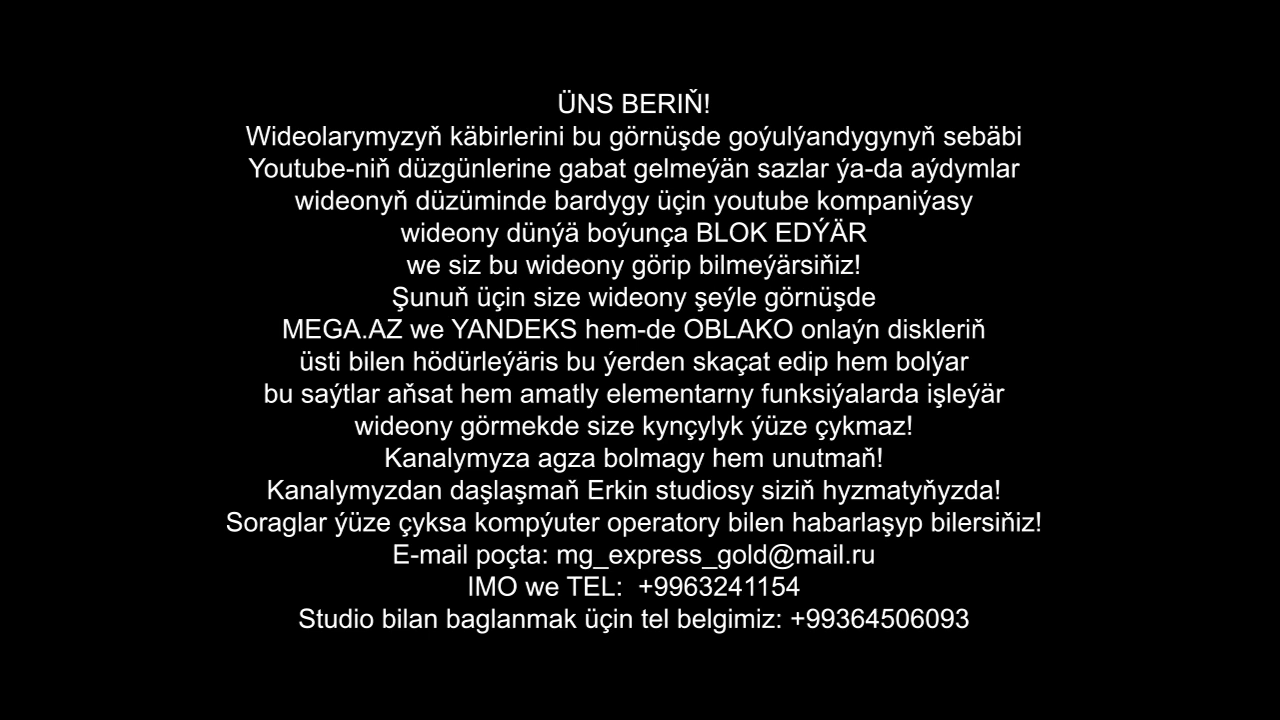 ÜNS BERIŇ!
Wideolarymyzyň käbirlerini bu görnüşde goýulýandygynyň sebäbi
Youtube-niň düzgünlerine gabat gelmeýän sazlar ýa-da aýdymlar
wideonyň düzüminde bardygy üçin youtube kompaniýasy
wideony dünýä boýunça BLOK EDÝÄR
we siz bu wideony görip bilmeýärsiňiz!
Şunuň üçin size wideony şeýle görnüşde
MEGA.AZ we YANDEKS hem-de OBLAKO onlaýn diskleriň
üsti bilen hödürleýäris bu ýerden skaçat edip hem bolýar
bu saýtlar aňsat hem amatly elementarny funksiýalarda işleýär
wideony görmekde size kynçylyk ýüze çykmaz!
Kanalymyza agza bolmagy hem unutmaň!
Kanalymyzdan daşlaşmaň Erkin studiosy siziň hyzmatyňyzda!
Soraglar ýüze çyksa kompýuter operatory bilen habarlaşyp bilersiňiz!
E-mail poçta: mg_express_gold@mail.ru
IMO we TEL:  +9963241154
Studio bilan baglanmak üçin tel belgimiz: +99364506093